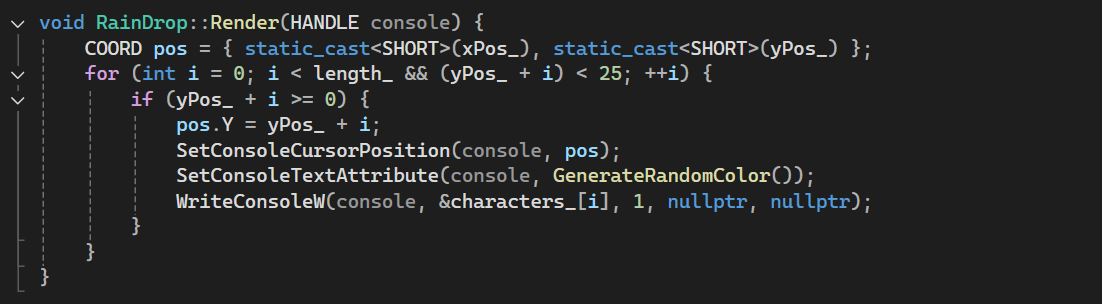 void RainDrop::Render(HANDLE console) {
    COORD pos = { static_cast<SHORT>(xPos_), static_cast<SHORT>(yPos_) };
    for (int i = 0; i < length_ && (yPos_ + i) < 25; ++i) {
        if (yPos_ + i >= 0) {
            pos.Y = yPos_ + i;
            SetConsoleCursorPosition(console, pos);
            SetConsoleTextAttribute(console, GenerateRandomColor());
            WriteConsoleW(console, &characters_[i], 1, nullptr, nullptr);
        }
    }
}